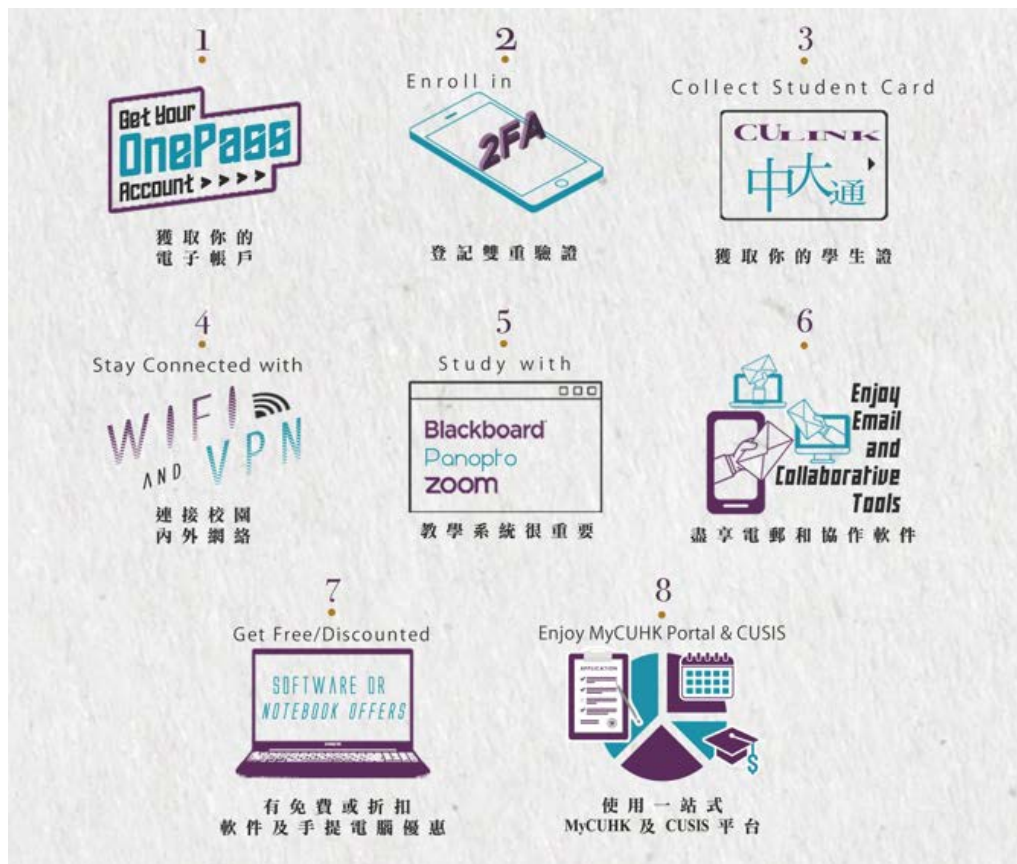 1
Get Your
OnePass
Account > > > >
獲取你的
電子帳戶
2
Enroll in
2FA
登記雙重驗證
3
Collect Student Card
CULINK
中大通
獲取你的學生證
4
Stay Connected with
WIFI
AND VPN
連接校園
內外網絡
5
Study with
Blackboard
Panopto
zoom
教學系統很重要
6
Enjoy
Email
and
Collaborative
Tools
盡享電郵和協作軟件
7
Get Free/Discounted
SOFTWARE OR
NOTEBOOK OFFERS
有免費或折扣
軟件及手提電腦優惠
8
Enjoy MyCUHK Portal & CUSIS
APPLICATION
$
使用一站式
MyCUHK 及 CUSIS 平台